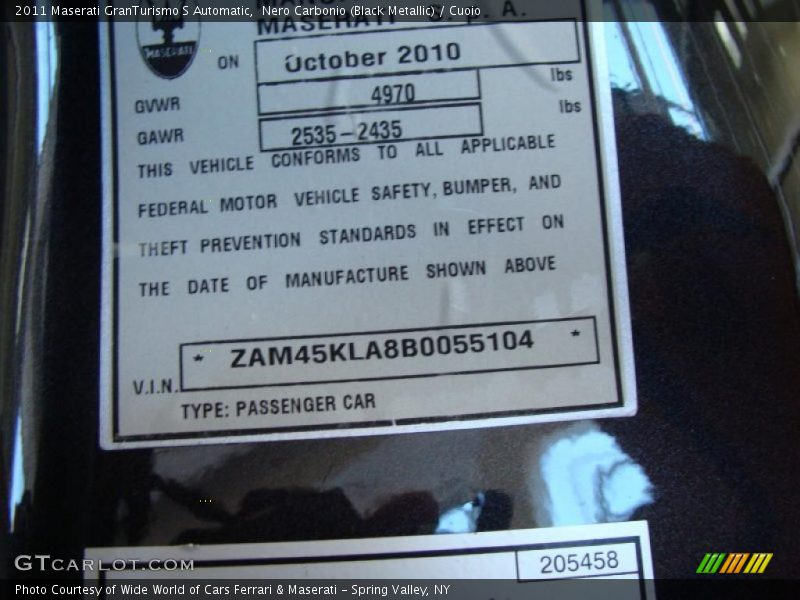 2011 Maserati GranTurismo S Automatic, Nero Carbonio (Black Metallic) / Cuoio
MASERATI S.p.A.
MASERATI
ON October 2010
GVWR 4970 lbs
GAWR 2535-2435 lbs
THIS VEHICLE CONFORMS TO ALL APPLICABLE
FEDERAL MOTOR VEHICLE SAFETY, BUMPER, AND
THEFT PREVENTION STANDARDS IN EFFECT ON
THE DATE OF MANUFACTURE SHOWN ABOVE
V.I.N. * ZAM45KLA8B0055104 *
TYPE: PASSENGER CAR
205458
GTCARLOT.COM
Photo Courtesy of Wide World of Cars Ferrari & Maserati - Spring Valley, NY